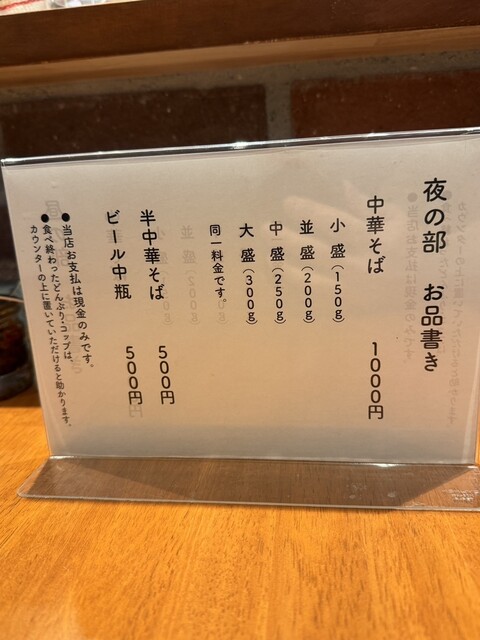 夜の部　お品書き
中華そば　1000円
小盛（150g）
並盛（200g）
中盛（250g）
大盛（300g）
同一料金です。
半中華そば　500円
ビール中瓶　500円
●当店お支払は現金のみです。
●食べ終わったどんぶり・コップは、
カウンターの上に置いていただけると助かります。